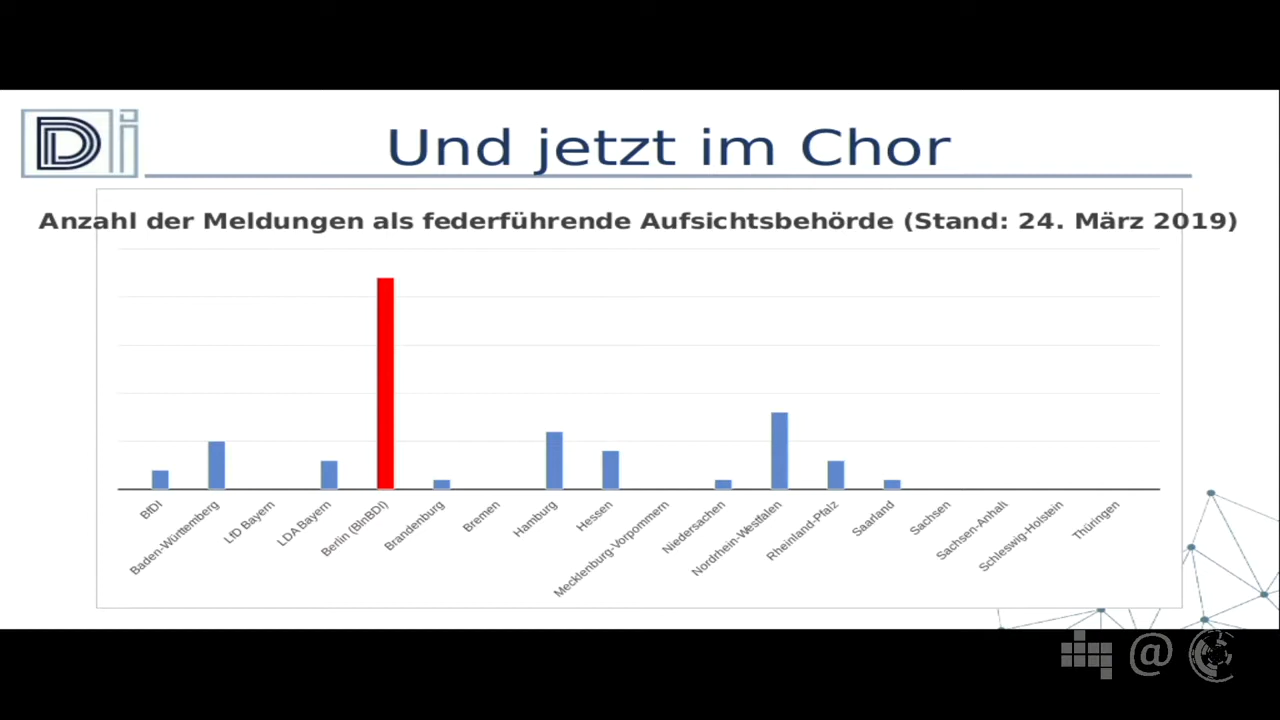 Di
Und jetzt im Chor
Anzahl der Meldungen als federführende Aufsichtsbehörde (Stand: 24. März 2019)
BfDI
Baden-Württemberg
LfD Bayern
LDA Bayern
Berlin (BlnBDI)
Brandenburg
Bremen
Hamburg
Hessen
Mecklenburg-Vorpommern
Niedersachen
Nordrhein-Westfalen
Rheinland-Pfalz
Saarland
Sachsen
Sachsen-Anhalt
Schleswig-Holstein
Thüringen
@